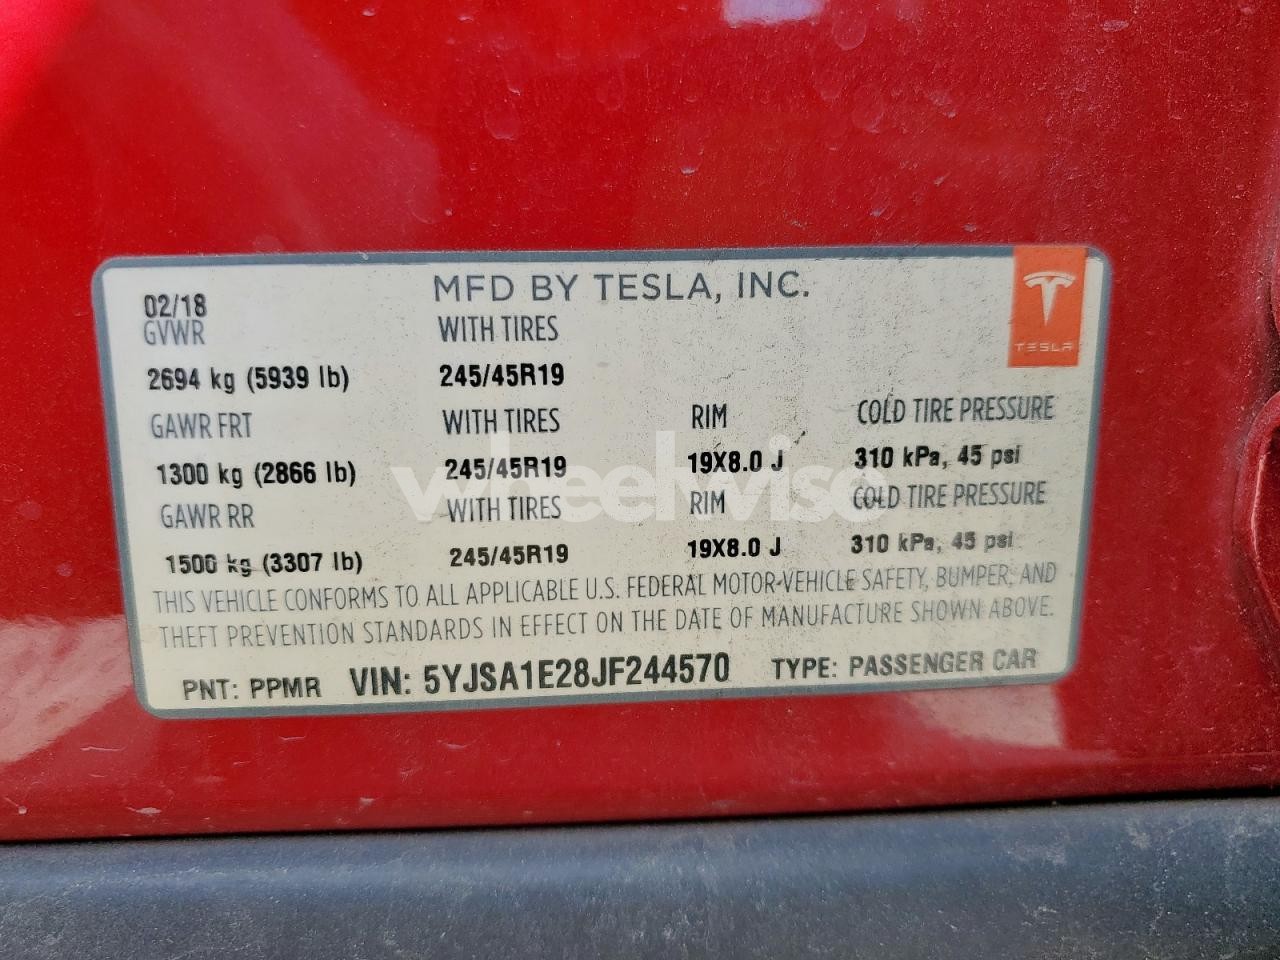 MFD BY TESLA, INC.
02/18
GVWR WITH TIRES
TESLA
2694 kg (5939 lb) 245/45R19
GAWR FRT WITH TIRES RIM COLD TIRE PRESSURE
1300 kg (2866 lb) 245/45R19 19X8.0 J 310 kPa, 45 psi
wheelwise
GAWR RR WITH TIRES RIM COLD TIRE PRESSURE
1500 kg (3307 lb) 245/45R19 19X8.0 J 310 kPa, 45 psi
THIS VEHICLE CONFORMS TO ALL APPLICABLE U.S. FEDERAL MOTOR-VEHICLE SAFETY, BUMPER, AND
THEFT PREVENTION STANDARDS IN EFFECT ON THE DATE OF MANUFACTURE SHOWN ABOVE.
PNT: PPMR VIN: 5YJSA1E28JF244570 TYPE: PASSENGER CAR